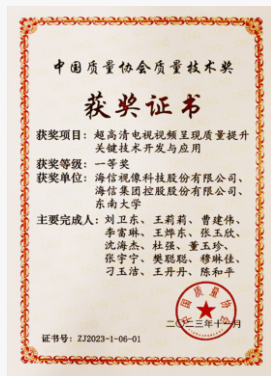 中国质量协会质量技术奖
获奖证书
获奖项目：超高清电视视频呈现质量提升
关键技术开发与应用
获奖等级：一等奖
获奖单位：海信视像科技股份有限公司、
海信集团控股股份有限公司、
东南大学
主要完成人：刘卫东、王莉莉、曹建伟、
李富琳、王烨东、张玉欣、
沈海杰、杜强、董玉珍、
张宇宁、樊聪聪、穆琳佳、
刁玉洁、王丹丹、陈和平
中国质量协会
二〇二三年十一月
证书号：ZJ2023-1-06-01